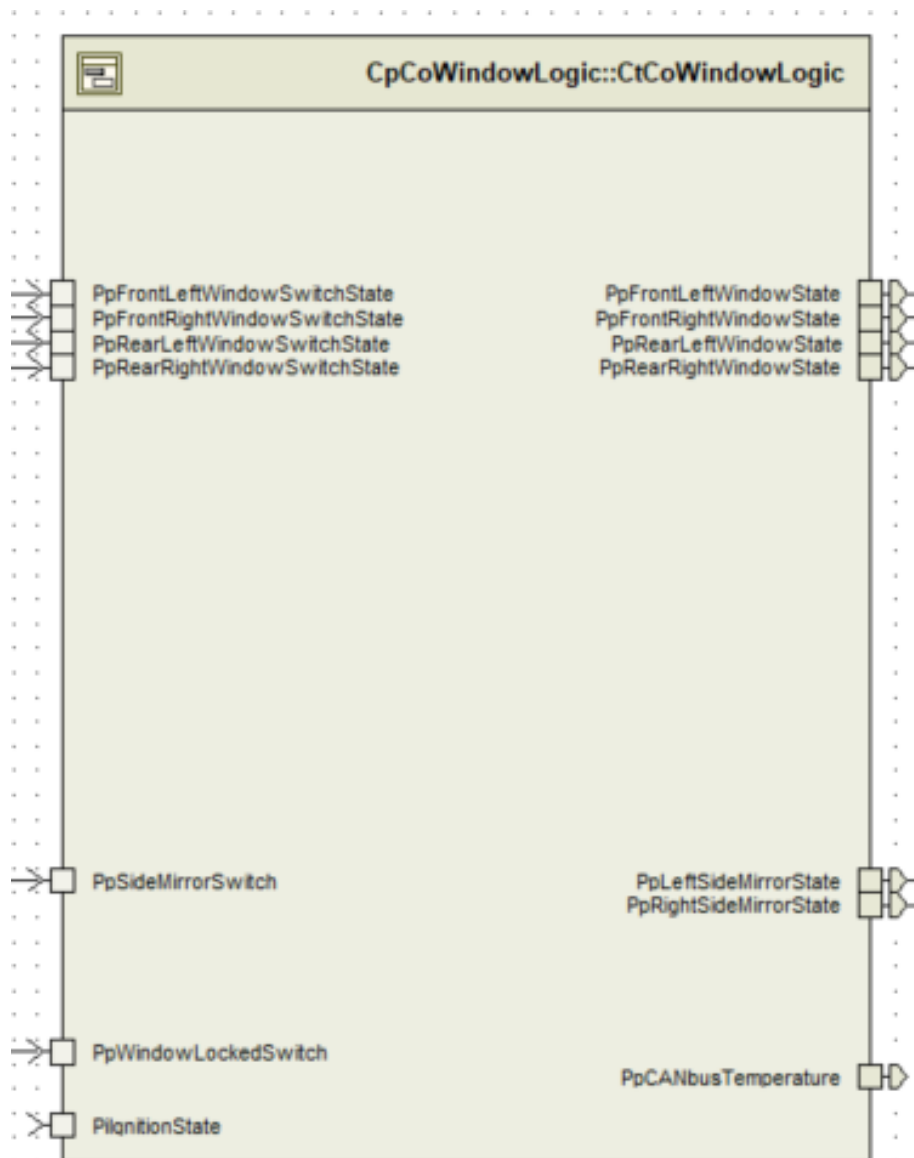 CpCoWindowLogic::CtCoWindowLogic
PpFrontLeftWindowSwitchState
PpFrontRightWindowSwitchState
PpRearLeftWindowSwitchState
PpRearRightWindowSwitchState
PpFrontLeftWindowState
PpFrontRightWindowState
PpRearLeftWindowState
PpRearRightWindowState
PpSideMirrorSwitch
PpLeftSideMirrorState
PpRightSideMirrorState
PpWindowLockedSwitch
PpCANbusTemperature
PiIgnitionState